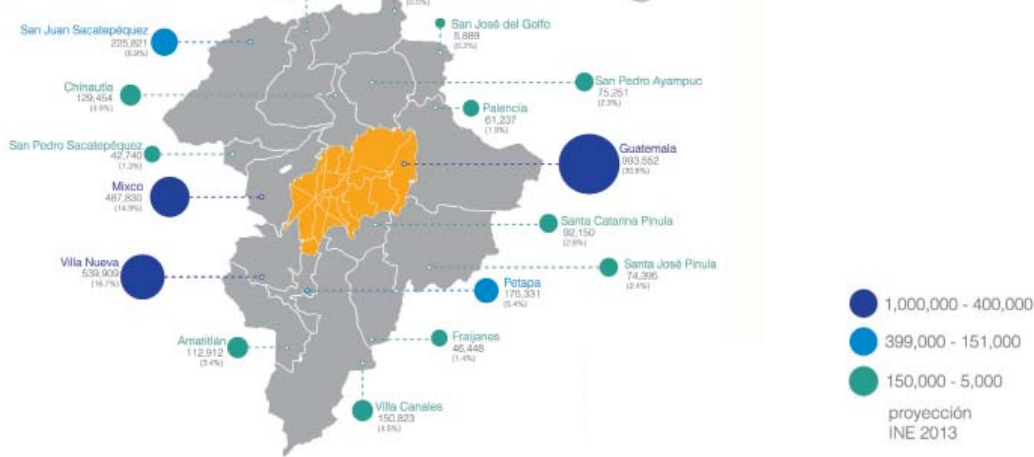 (0.0%)
San José del Golfo
5,889
(0.2%)
San Juan Sacatepéquez
225,821
(6.9%)
San Pedro Ayampuc
75,251
(2.3%)
Chinautla
129,454
(3.9%)
Palencia
61,237
(1.9%)
San Pedro Sacatepéquez
42,740
(1.3%)
Guatemala
993,552
(30.8%)
Mixco
487,830
(14.9%)
Santa Catarina Pinula
92,150
(2.8%)
Villa Nueva
539,909
(16.7%)
Santa José Pinula
74,395
(2.4%)
Petapa
175,331
(5.4%)
Amatitlán
112,912
(3.4%)
Fraijanes
46,448
(1.4%)
Villa Canales
150,823
(4.6%)
1,000,000 - 400,000
399,000 - 151,000
150,000 - 5,000
proyección
INE 2013